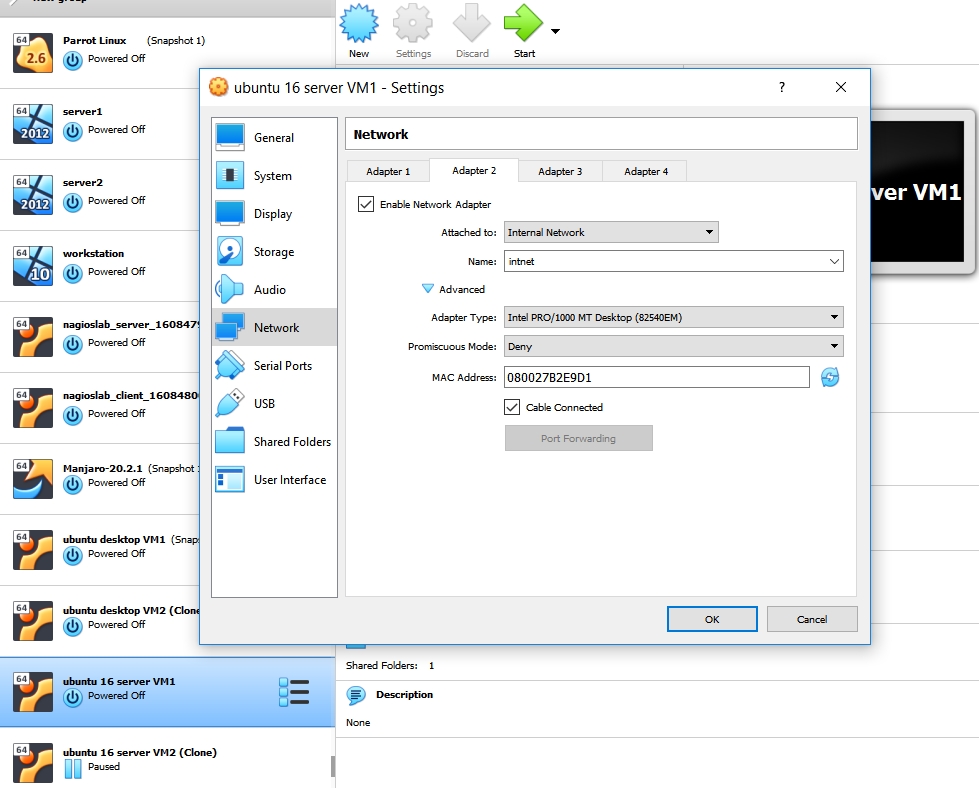 New group
64
2.6
Parrot Linux (Snapshot 1)
Powered Off
64
2012
server1
Powered Off
64
2012
server2
Powered Off
64
10
workstation
Powered Off
64
nagioslab_server_160847
Powered Off
64
nagioslab_client_1608480
Powered Off
64
Manjaro-20.2.1 (Snapshot
Powered Off
64
ubuntu desktop VM1 (Snaps
Powered Off
64
ubuntu desktop VM2 (Clone
Powered Off
64
ubuntu 16 server VM1
Powered Off
64
ubuntu 16 server VM2 (Clone)
Paused
New Settings Discard Start
ubuntu 16 server VM1 - Settings ?
General
System
Display
Storage
Audio
Network
Serial Ports
USB
Shared Folders
User Interface
Network
Adapter 1 Adapter 2 Adapter 3 Adapter 4
Enable Network Adapter
Attached to: Internal Network
Name: intnet
Advanced
Adapter Type: Intel PRO/1000 MT Desktop (82540EM)
Promiscuous Mode: Deny
MAC Address: 080027B2E9D1
Cable Connected
Port Forwarding
OK Cancel
ver VM1
Shared Folders: 1
Description
None